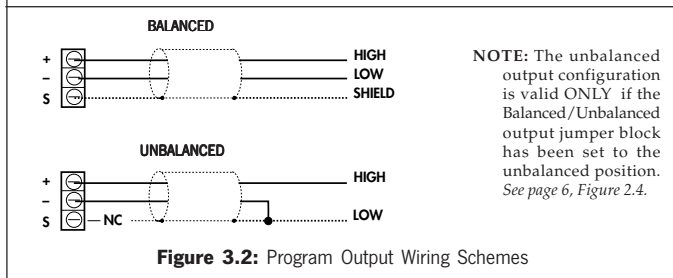 BALANCED
+ HIGH
– LOW
S SHIELD
UNBALANCED
+ HIGH
–
S NC LOW
NOTE: The unbalanced
output configuration
is valid ONLY if the
Balanced/Unbalanced
output jumper block
has been set to the
unbalanced position.
See page 6, Figure 2.4.
Figure 3.2: Program Output Wiring Schemes